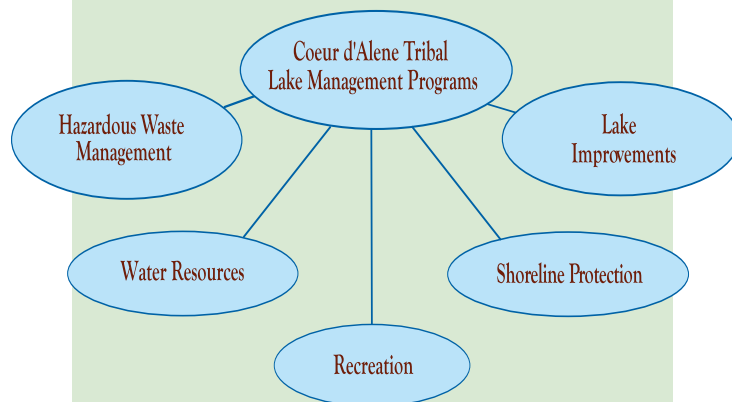 Coeur d'Alene Tribal
Lake Management Programs
Hazardous Waste
Management
Lake
Improvements
Water Resources
Shoreline Protection
Recreation